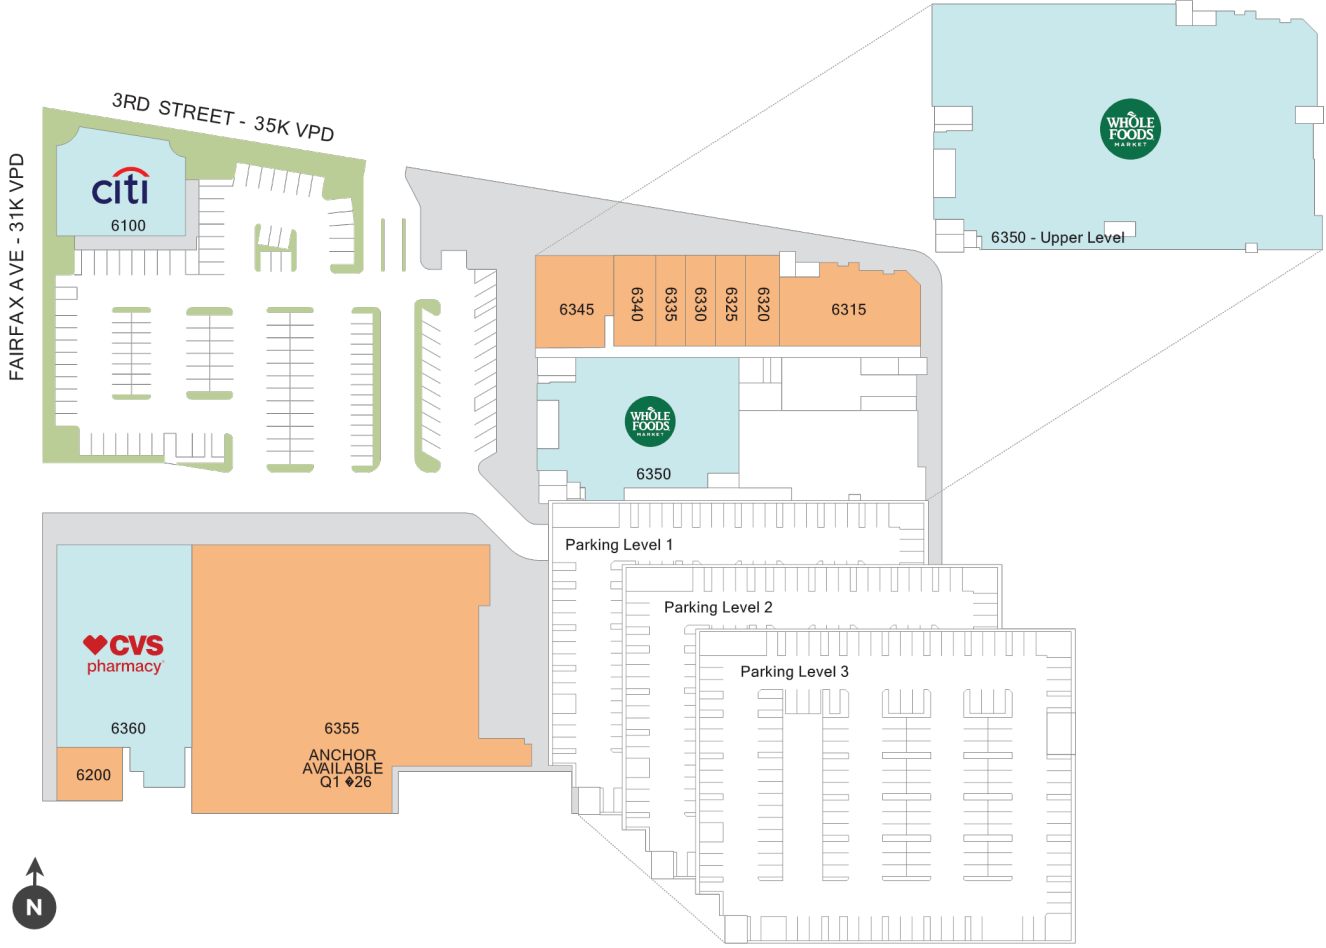 3RD STREET - 35K VPD
FAIRFAX AVE - 31K VPD
citi
6100
WHOLE
FOODS
MARKET
6350 - Upper Level
6345
6340
6335
6330
6325
6320
6315
WHOLE
FOODS
MARKET
6350
Parking Level 1
Parking Level 2
Parking Level 3
CVS
pharmacy
6360
6200
6355
ANCHOR
AVAILABLE
Q1 �26
N